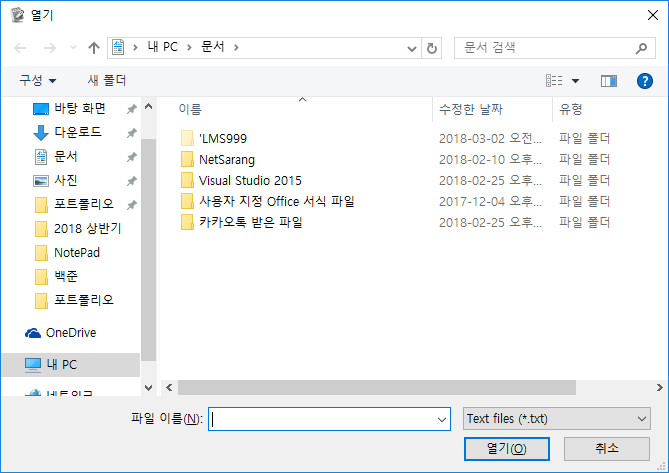 열기
내 PC > 문서 >
문서 검색
구성
새 폴더
바탕 화면
다운로드
문서
사진
포트폴리오
2018 상반기
NotePad
백준
포트폴리오
OneDrive
내 PC
네트워크
이름 수정한 날짜 유형
'LMS999 2018-03-02 오전... 파일 폴더
NetSarang 2018-02-10 오후... 파일 폴더
Visual Studio 2015 2018-02-25 오후... 파일 폴더
사용자 지정 Office 서식 파일 2017-12-04 오후... 파일 폴더
카카오톡 받은 파일 2018-02-25 오후... 파일 폴더
파일 이름(N):
Text files (*.txt)
열기(O)
취소